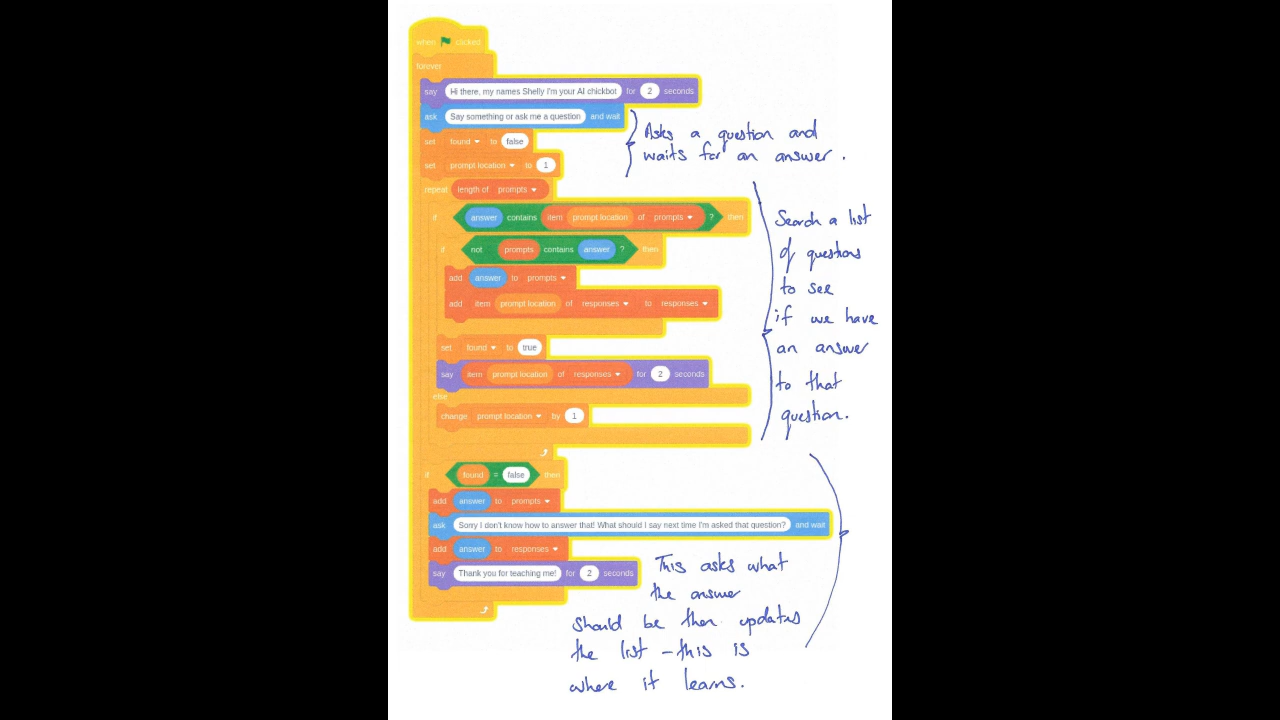 when clicked
forever
say Hi there, my names Shelly I'm your AI chickbot for 2 seconds
ask Say something or ask me a question and wait
set found to false
set prompt location to 1
repeat length of prompts
if answer contains item prompt location of prompts ? then
if not prompts contains answer ? then
add answer to prompts
add item prompt location of responses to responses
set found to true
say item prompt location of responses for 2 seconds
else
change prompt location by 1
if found = false then
add answer to prompts
ask Sorry I don't know how to answer that! What should I say next time I'm asked that question? and wait
add answer to responses
say Thank you for teaching me! for 2 seconds
Asks a question and
waits for an answer.
Search a list
of questions
to see
if we have
an answer
to that
question.
This asks what
the answer
should be then updates
the list - this is
where it learns.